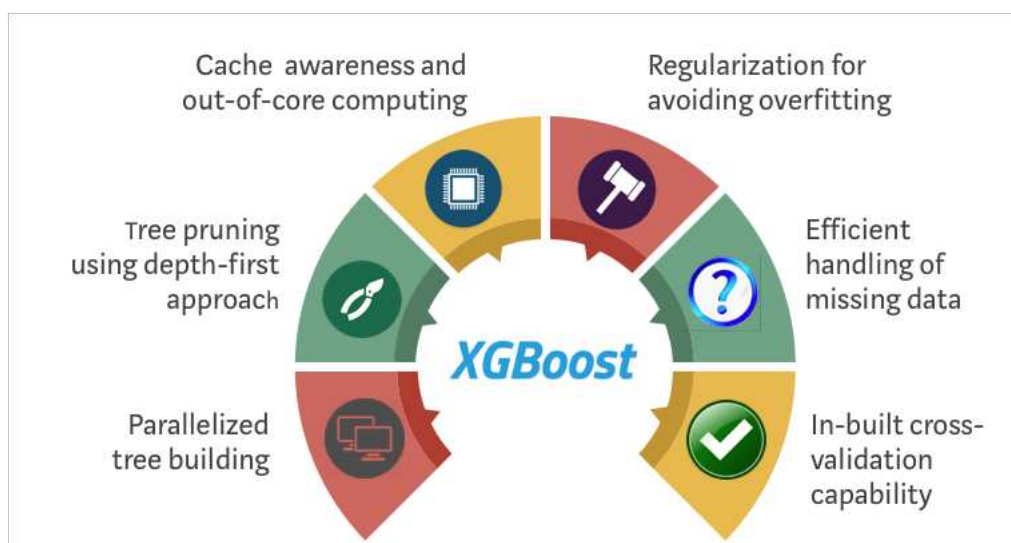 Cache awareness and
out-of-core computing
Regularization for
avoiding overfitting
Tree pruning
using depth-first
approach
Efficient
handling of
missing data
XGBoost
Parallelized
tree building
In-built cross-
validation
capability